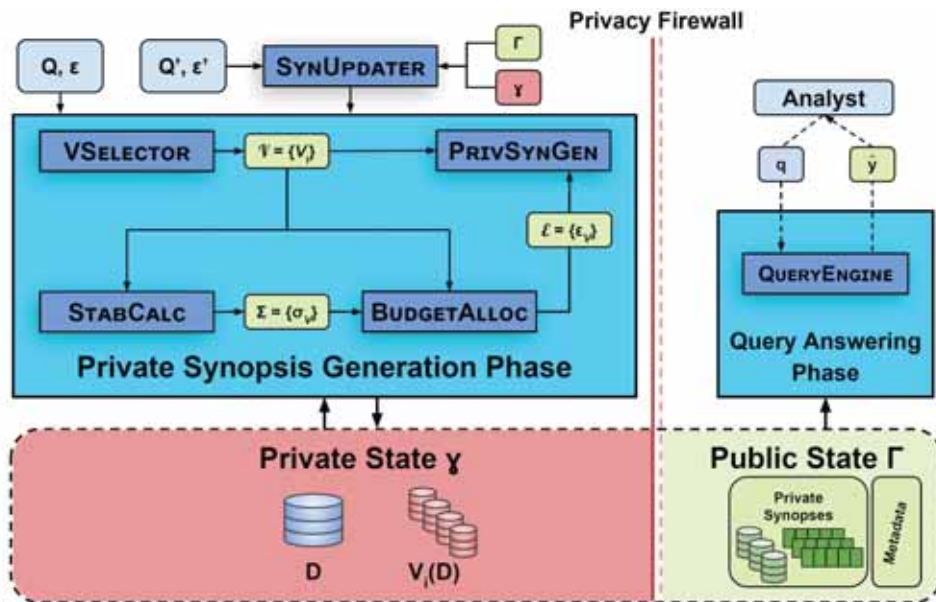 Privacy Firewall
Q, ε
Q', ε'
SYNUPDATER
Γ
ɣ
Analyst
VSELECTOR
𝒱 = {Vᵢ}
PRIVSYNGEN
q
ŷ
ℰ = {εᵥ}
QUERYENGINE
STABCALC
Σ = {σᵥ}
BUDGETALLOC
Private Synopsis Generation Phase
Query Answering
Phase
Private State ɣ
Public State Γ
Private
Synopses
Metadata
D
Vᵢ(D)